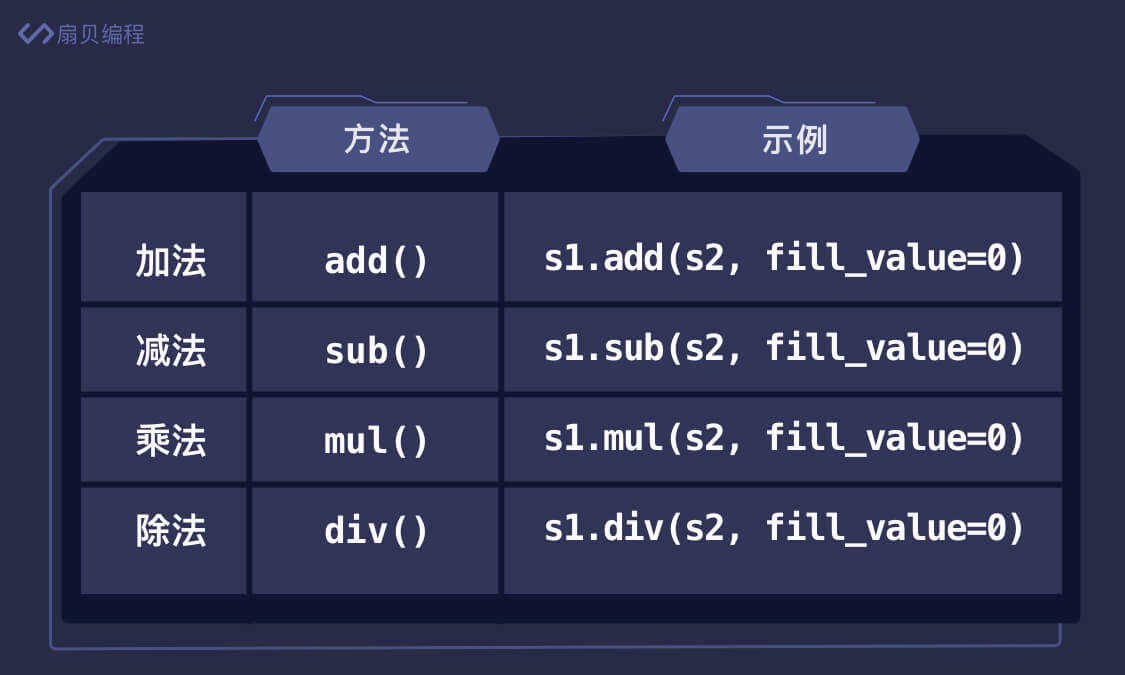 扇贝编程
方法 示例
加法 add() s1.add(s2, fill_value=0)
减法 sub() s1.sub(s2, fill_value=0)
乘法 mul() s1.mul(s2, fill_value=0)
除法 div() s1.div(s2, fill_value=0)